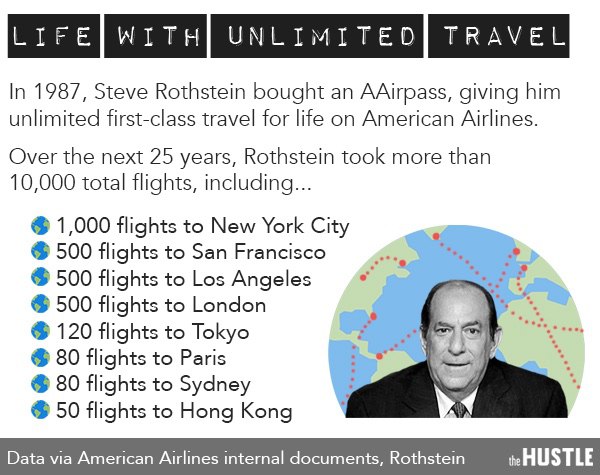 LIFE WITH UNLIMITED TRAVEL
In 1987, Steve Rothstein bought an AAirpass, giving him
unlimited first-class travel for life on American Airlines.
Over the next 25 years, Rothstein took more than
10,000 total flights, including...
1,000 flights to New York City
500 flights to San Francisco
500 flights to Los Angeles
500 flights to London
120 flights to Tokyo
80 flights to Paris
80 flights to Sydney
50 flights to Hong Kong
Data via American Airlines internal documents, Rothstein
the HUSTLE